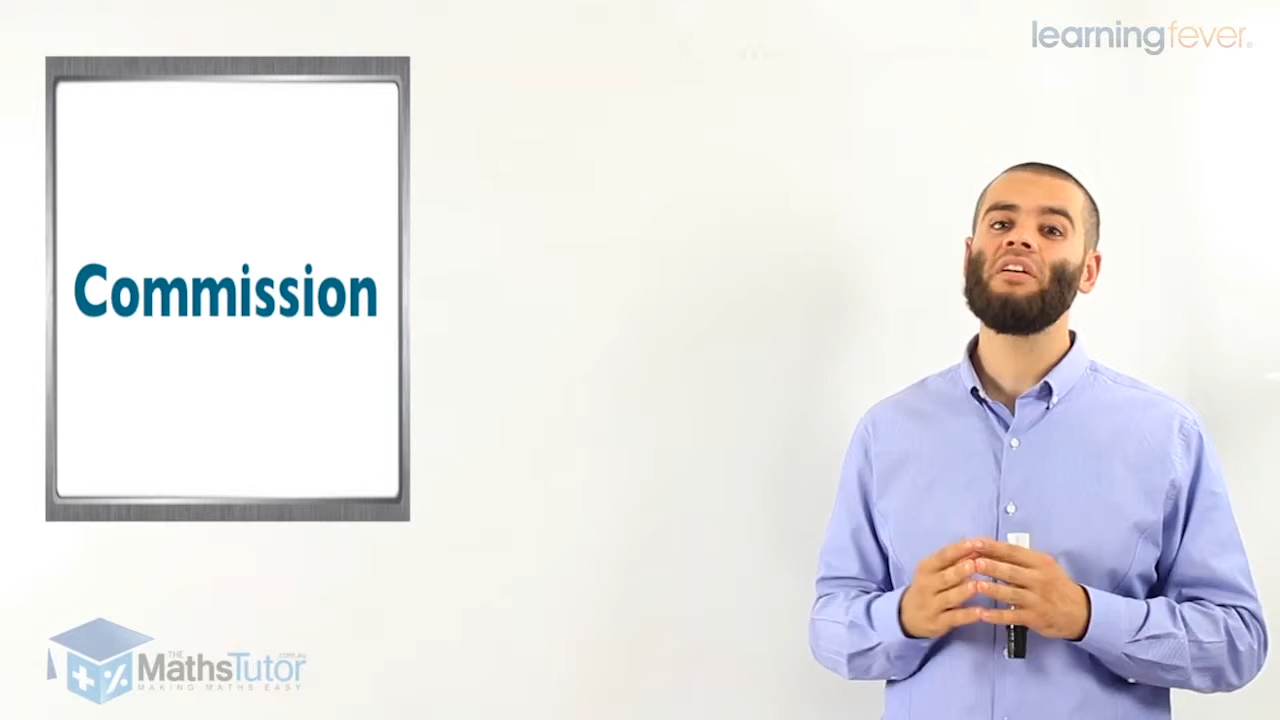 learningfever®
Commission
THE MathsTutor .com.au
MAKING MATHS EASY